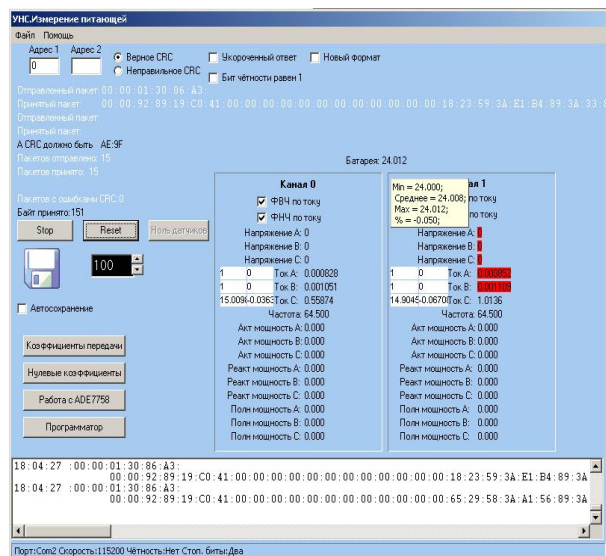 УНС.Измерение питающей
Файл Помощь
Адрес 1 Адрес 2
0
Верное CRC
Неправильное CRC
Укороченный ответ
Новый формат
Бит чётности равен 1
Отправленный пакет: 00:00:01:30:86:A3:
Принятый пакет: 00:00:92:89:19:C0:41:00:00:00:00:00:00:00:00:00:00:00:00:18:23:59:3A:E1:B4:89:3A:33:8
Отправленный пакет:
Принятый пакет:
А CRC должно быть AE:9F
Пакетов отправлено: 15
Пакетов принято: 15
Батарея: 24.012
Пакетов с ошибками CRC:0
Байт принято:151
Stop Reset Ноль датчиков
100
Автосохранение
Коэффициенты передачи
Нулевые коэффициенты
Работа с ADE7758
Программатор
Канал 0
ФВЧ по току
ФНЧ по току
Напряжение A: 0
Напряжение B: 0
Напряжение C: 0
1 0 Ток A: 0.000828
1 0 Ток B: 0.001051
15.009 -0.0363 Ток C: 0.55874
Частота: 64.500
Акт мощность A: 0.000
Акт мощность B: 0.000
Акт мощность C: 0.000
Реакт мощность A: 0.000
Реакт мощность B: 0.000
Реакт мощность C: 0.000
Полн мощность A: 0.000
Полн мощность B: 0.000
Полн мощность C: 0.000
Min = 24.000;
Среднее = 24.008;
Max = 24.012;
% = -0.050;
ал 1
по току
по току
Напряжение A: 0
Напряжение B: 0
Напряжение C: 0
1 0 Ток A: 0.000852
1 0 Ток B: 0.001109
14.9045 -0.0670 Ток C: 1.0136
Частота: 64.500
Акт мощность A: 0.000
Акт мощность B: 0.000
Акт мощность C: 0.000
Реакт мощность A: 0.000
Реакт мощность B: 0.000
Реакт мощность C: 0.000
Полн мощность A: 0.000
Полн мощность B: 0.000
Полн мощность C: 0.000
18:04:27 :00:00:01:30:86:A3:
00:00:92:89:19:C0:41:00:00:00:00:00:00:00:00:00:00:00:00:18:23:59:3A:E1:B4:89:3A
18:04:27 :00:00:01:30:86:A3:
00:00:92:89:19:C0:41:00:00:00:00:00:00:00:00:00:00:00:00:65:29:58:3A:A1:56:89:3A
Порт:Com2 Скорость:115200 Чётность:Нет Стоп. биты:Два